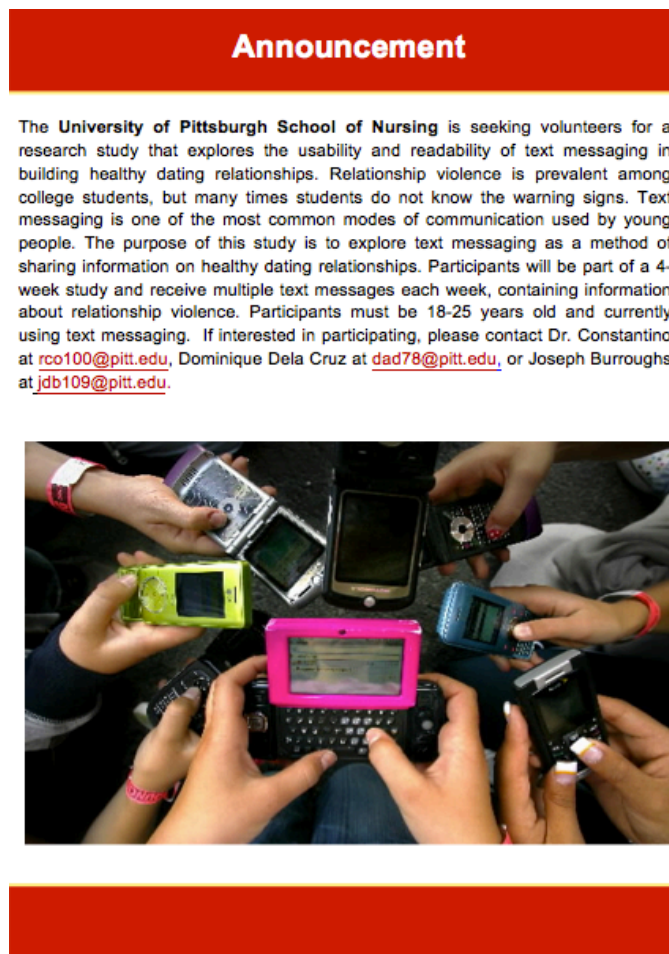 Announcement
The University of Pittsburgh School of Nursing is seeking volunteers for a
research study that explores the usability and readability of text messaging in
building healthy dating relationships. Relationship violence is prevalent among
college students, but many times students do not know the warning signs. Text
messaging is one of the most common modes of communication used by young
people. The purpose of this study is to explore text messaging as a method of
sharing information on healthy dating relationships. Participants will be part of a 4-
week study and receive multiple text messages each week, containing information
about relationship violence. Participants must be 18-25 years old and currently
using text messaging. If interested in participating, please contact Dr. Constantino
at rco100@pitt.edu, Dominique Dela Cruz at dad78@pitt.edu, or Joseph Burroughs
at jdb109@pitt.edu.